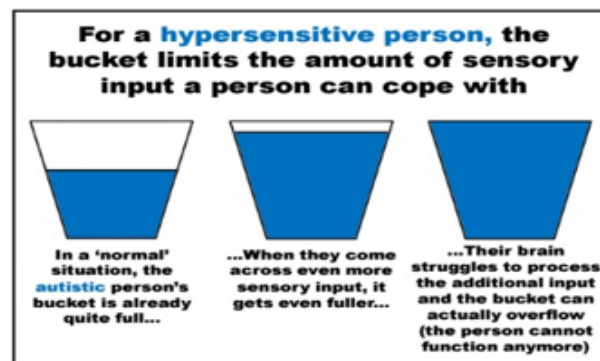 For a hypersensitive person, the
bucket limits the amount of sensory
input a person can cope with
In a ‘normal’
situation, the
autistic person’s
bucket is already
quite full...
...When they come
across even more
sensory input, it
gets even fuller...
...Their brain
struggles to process
the additional input
and the bucket can
actually overflow
(the person cannot
function anymore)